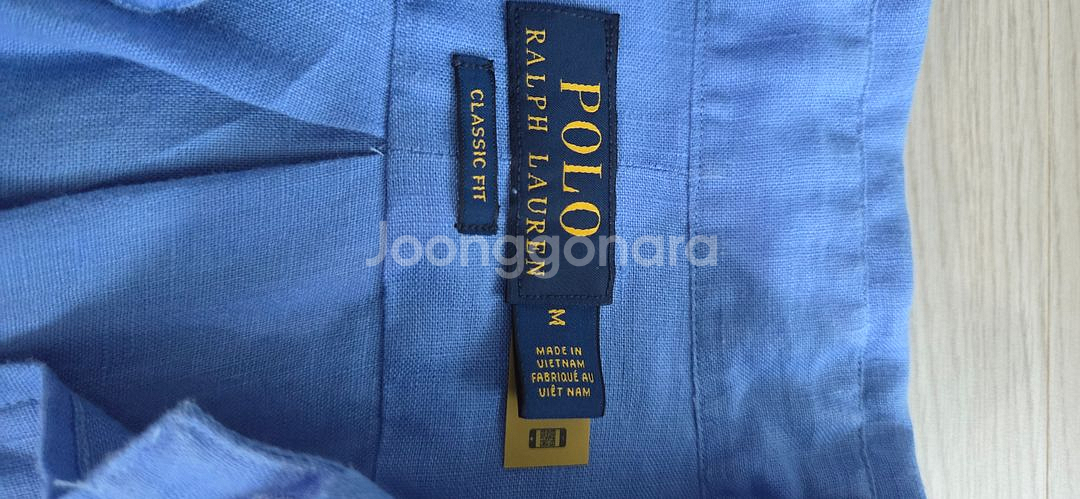 POLO
RALPH LAUREN
CLASSIC FIT
M
MADE IN
VIETNAM
FABRIQUÉ AU
VIÊT NAM
Joonggonara